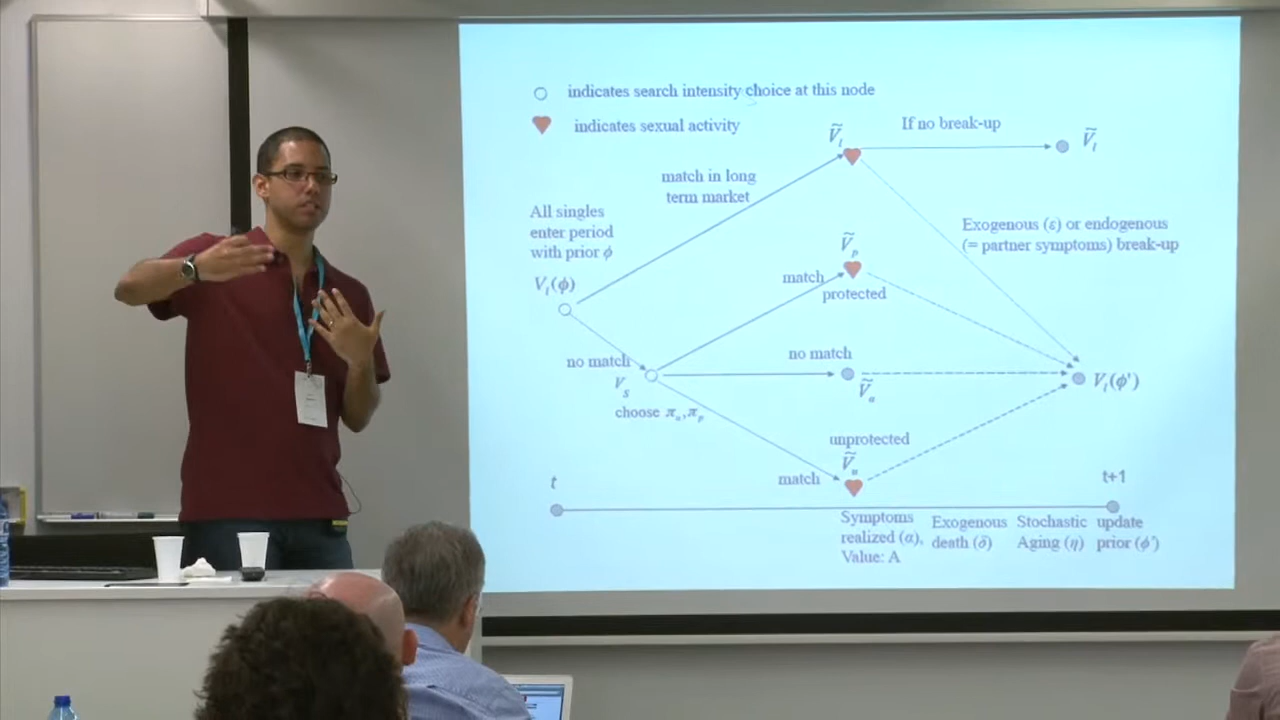 indicates search intensity choice at this node
indicates sexual activity
Ṽₗ
If no break-up
Ṽₗ
match in long
term market
All singles
enter period
with prior ϕ
Exogenous (ε) or endogenous
(= partner symptoms) break-up
Ṽₚ
Vₗ(ϕ)
match
protected
no match
no match
Vₛ
Ṽₐ
Vₗ(ϕ')
choose πᵤ,πₚ
unprotected
Ṽᵤ
match
t
t+1
Symptoms
realized (α),
Value: A
Exogenous
death (δ)
Stochastic
Aging (η)
update
prior (ϕ')